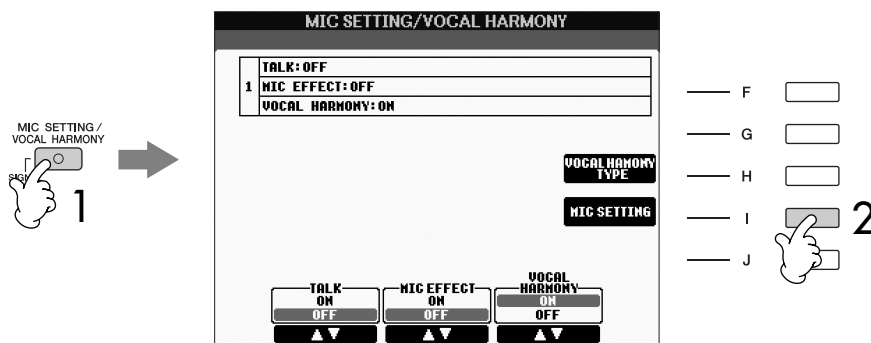 MIC SETTING/VOCAL HARMONY
TALK:OFF
1 MIC EFFECT:OFF
VOCAL HARMONY:ON
MIC SETTING /
VOCAL HARMONY
1
VOCAL HAMONY
TYPE
MIC SETTING
F
G
H
I
2
J
TALK
ON
OFF
MIC EFFECT
ON
OFF
VOCAL
HARMONY
ON
OFF